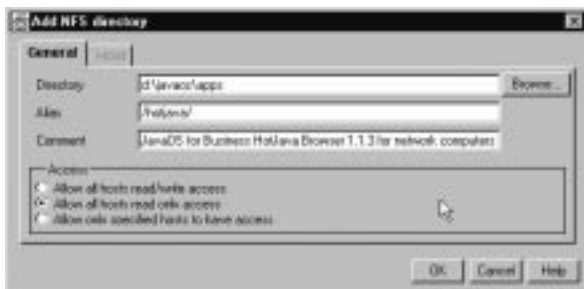 Add NFS directory
General Hosts
Directory d:\javaos\apps Browse...
Alias /hotjava/
Comment JavaOS for Business HotJava Browser 1.1.3 for network computers
Access
Allow all hosts read/write access
Allow all hosts read only access
Allow only specified hosts to have access
OK Cancel Help